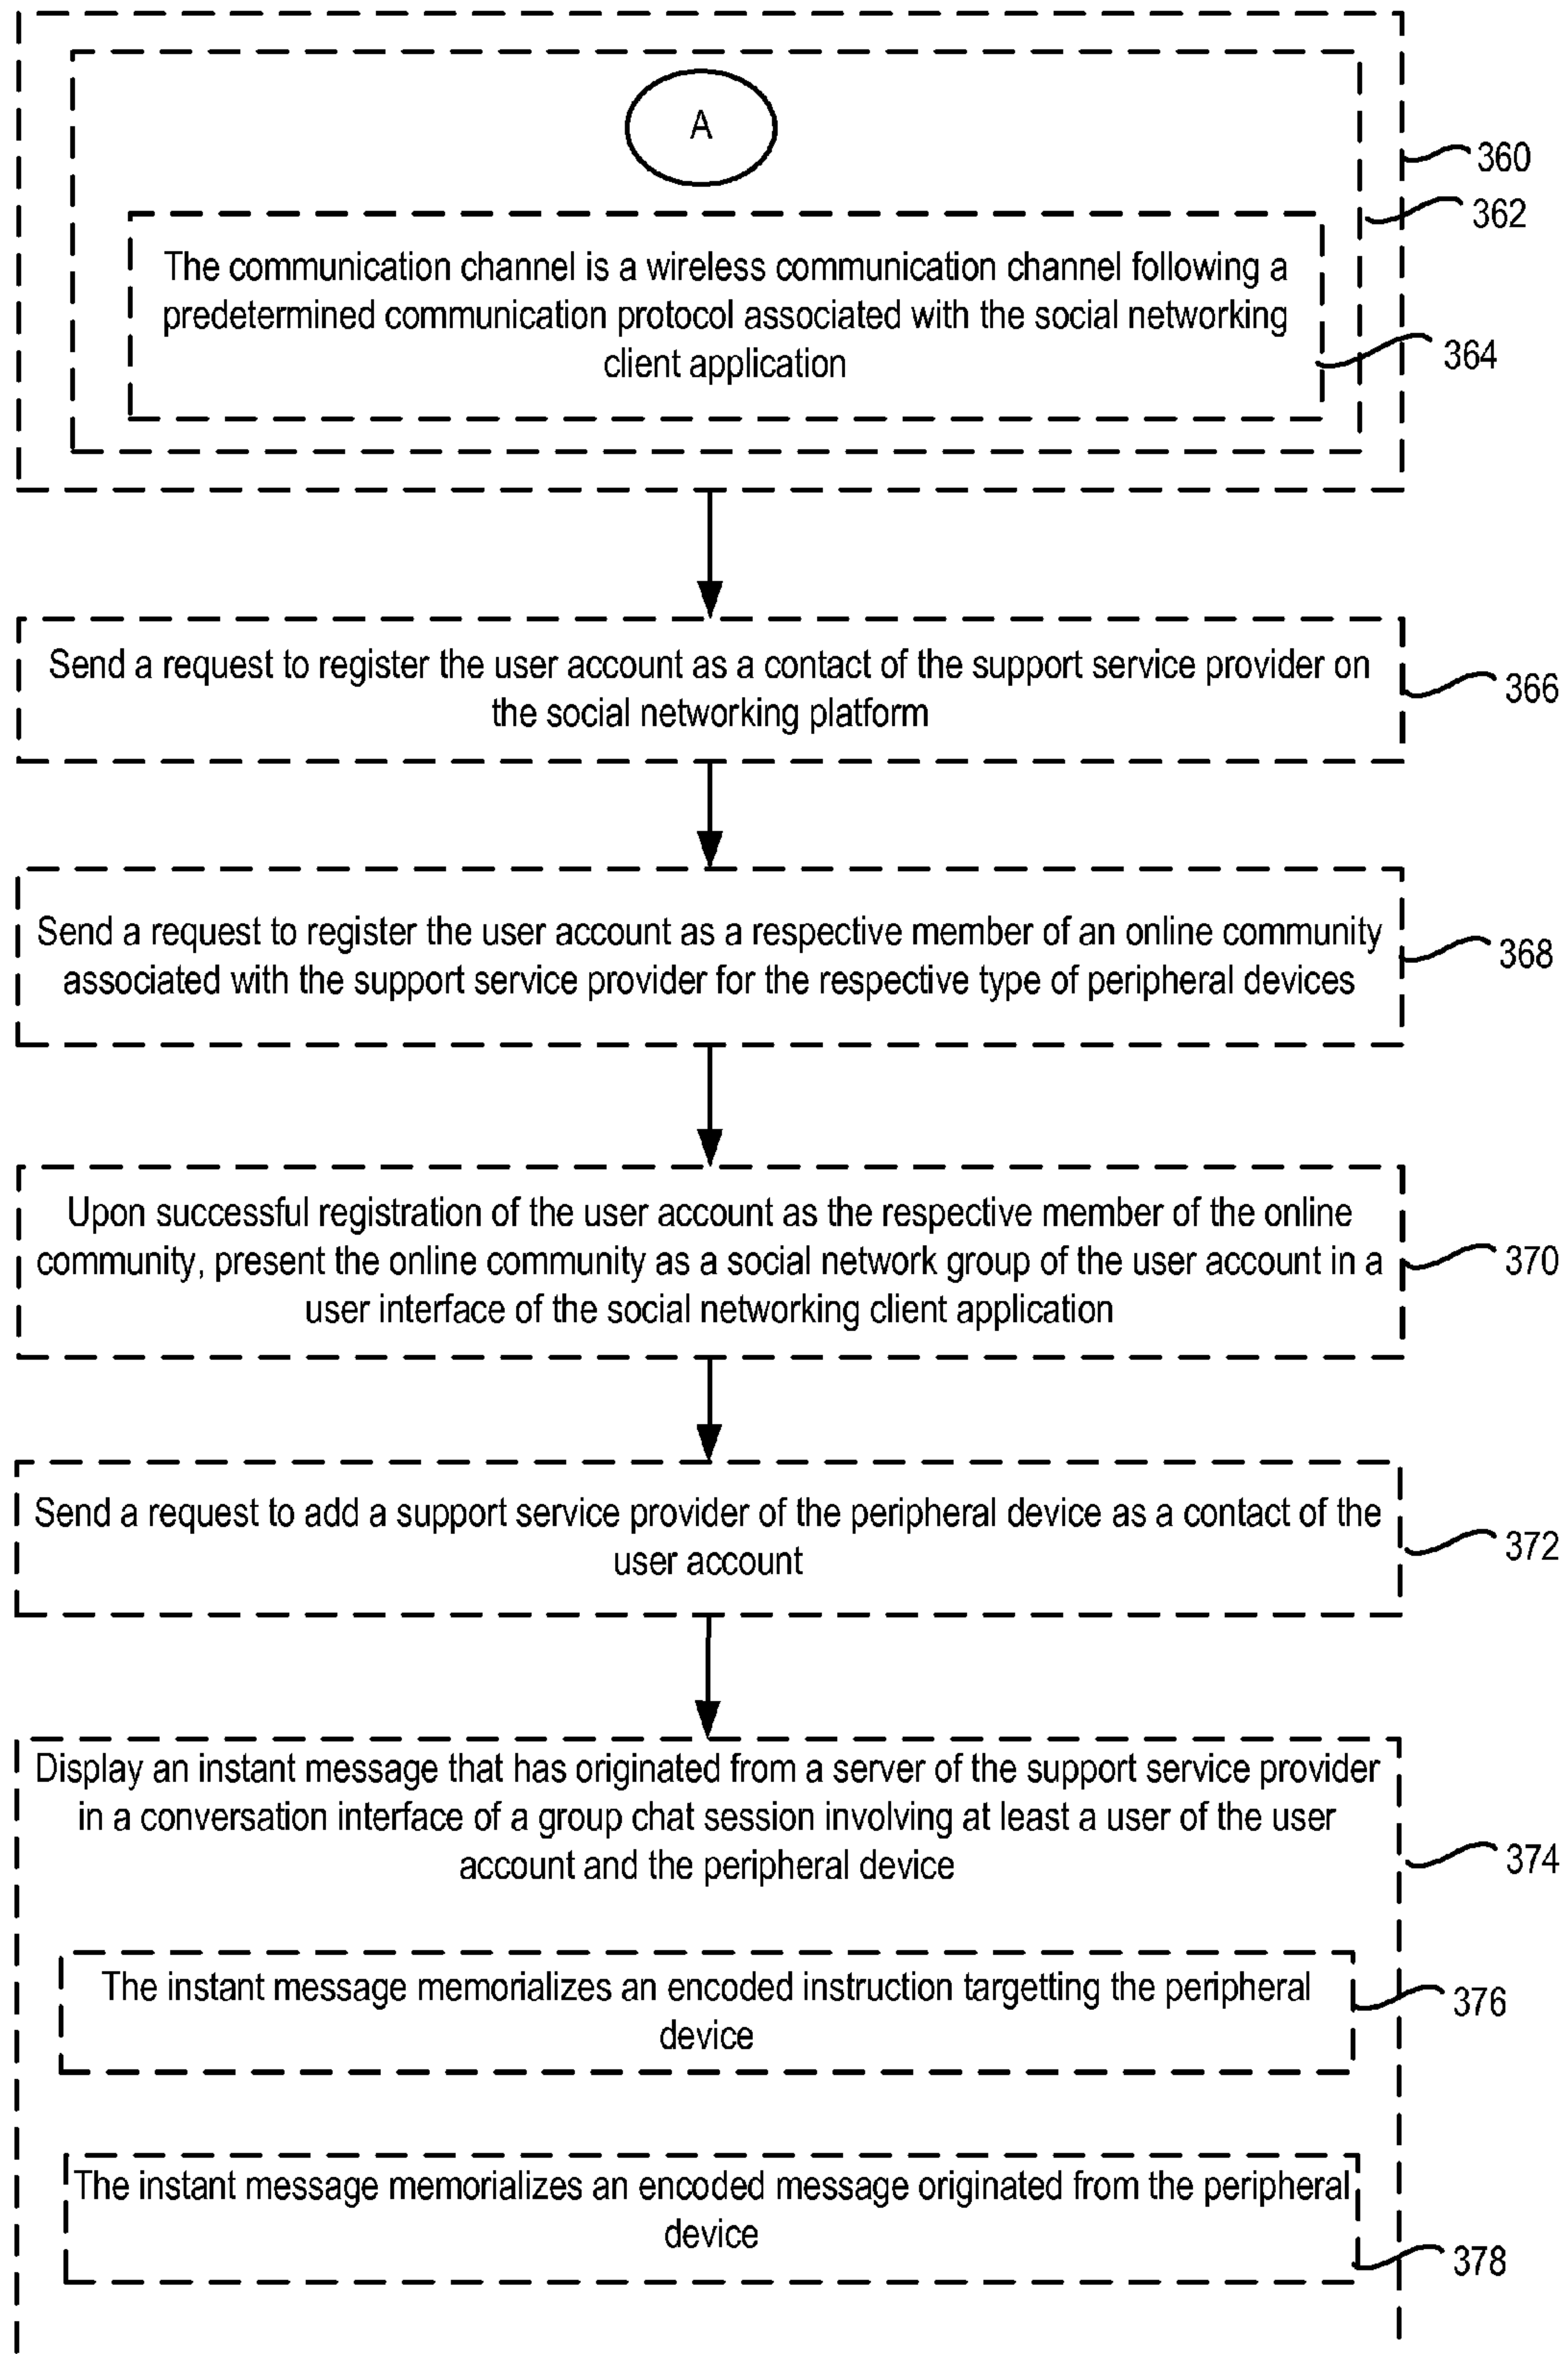 A
360
362
The communication channel is a wireless communication channel following a
predetermined communication protocol associated with the social networking
client application
364
Send a request to register the user account as a contact of the support service provider on
the social networking platform
366
Send a request to register the user account as a respective member of an online community
associated with the support service provider for the respective type of peripheral devices
368
Upon successful registration of the user account as the respective member of the online
community, present the online community as a social network group of the user account in a
user interface of the social networking client application
370
Send a request to add a support service provider of the peripheral device as a contact of the
user account
372
Display an instant message that has originated from a server of the support service provider
in a conversation interface of a group chat session involving at least a user of the user
account and the peripheral device
374
The instant message memorializes an encoded instruction targetting the peripheral
device
376
The instant message memorializes an encoded message originated from the peripheral
device
378